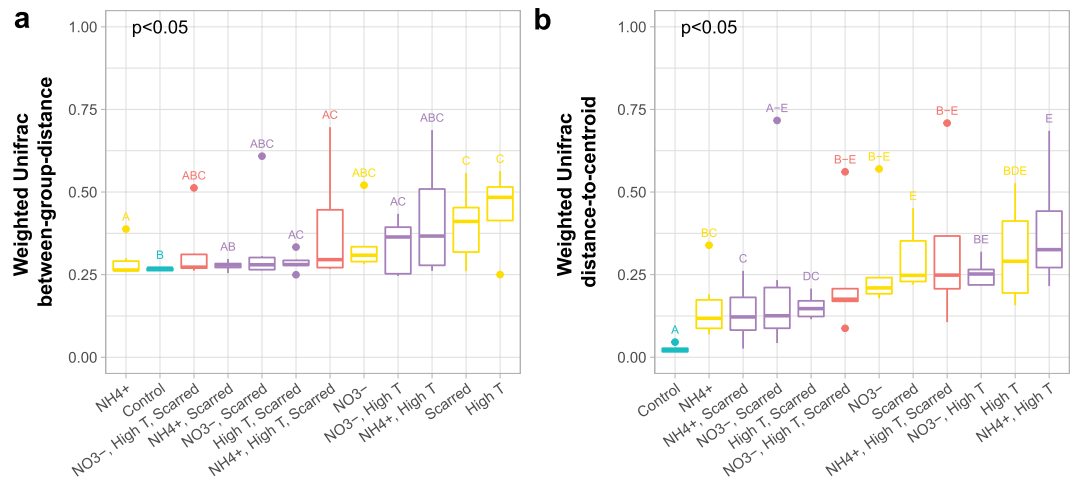 a
p<0.05
Weighted Unifrac
between-group-distance
1.00
0.75
0.50
0.25
0.00
A
B
ABC
AB
ABC
AC
AC
ABC
AC
ABC
C
C
NH4+
Control
NO3−, High T, Scarred
NH4+, Scarred
NO3−, Scarred
High T, Scarred
NH4+, High T, Scarred
NO3−
NO3−, High T
NH4+, High T
Scarred
High T
b
p<0.05
Weighted Unifrac
distance-to-centroid
1.00
0.75
0.50
0.25
0.00
A
BC
C
A−E
DC
B−E
B−E
E
B−E
BE
BDE
E
Control
NH4+
NH4+, Scarred
NO3−, Scarred
High T, Scarred
NO3−, High T, Scarred
NO3−
Scarred
NH4+, High T, Scarred
NO3−, High T
High T
NH4+, High T